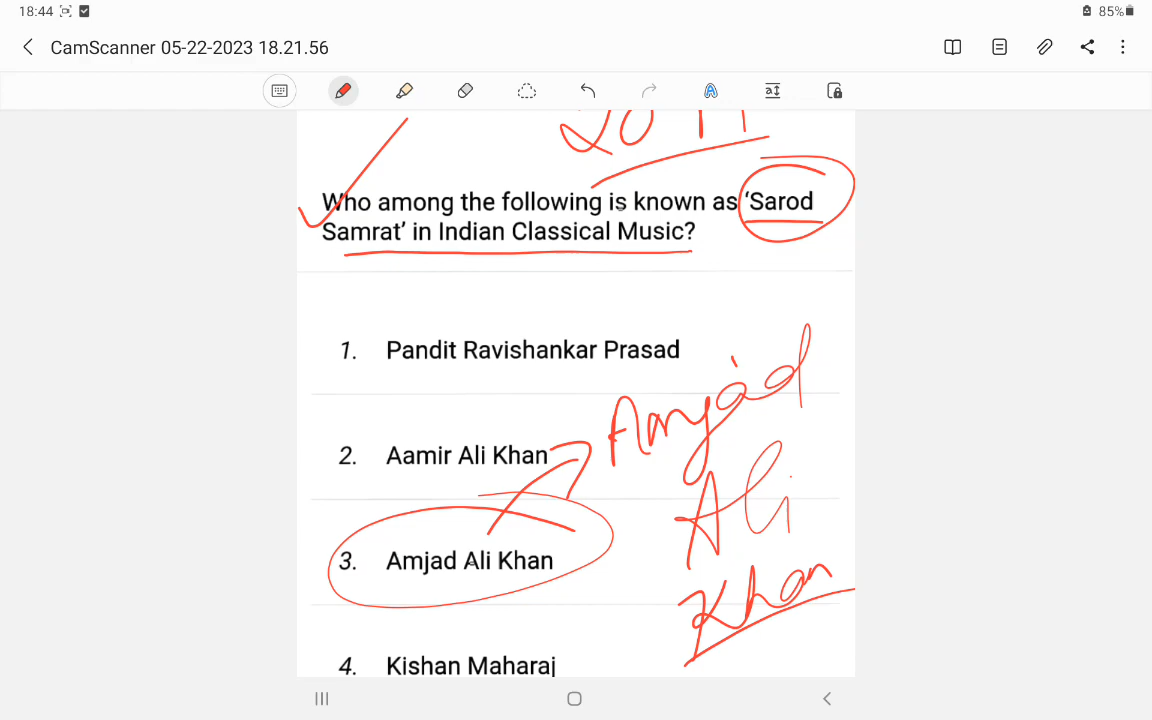 18:44
85%
CamScanner 05-22-2023 18.21.56
Who among the following is known as ‘Sarod
Samrat’ in Indian Classical Music?
1. Pandit Ravishankar Prasad
2. Aamir Ali Khan
3. Amjad Ali Khan
4. Kishan Maharaj
Amjad
Ali
Khan